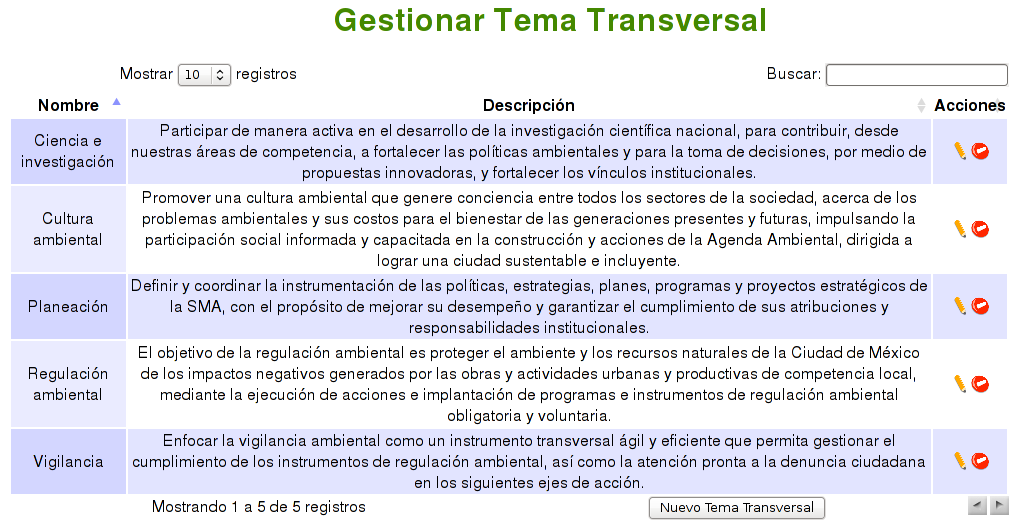 Gestionar Tema Transversal
Mostrar 10 registros Buscar:
Nombre Descripción Acciones
Ciencia e
investigación
Participar de manera activa en el desarrollo de la investigación científica nacional, para contribuir, desde
nuestras áreas de competencia, a fortalecer las políticas ambientales y para la toma de decisiones, por medio de
propuestas innovadoras, y fortalecer los vínculos institucionales.
Cultura
ambiental
Promover una cultura ambiental que genere conciencia entre todos los sectores de la sociedad, acerca de los
problemas ambientales y sus costos para el bienestar de las generaciones presentes y futuras, impulsando la
participación social informada y capacitada en la construcción y acciones de la Agenda Ambiental, dirigida a
lograr una ciudad sustentable e incluyente.
Planeación
Definir y coordinar la instrumentación de las políticas, estrategias, planes, programas y proyectos estratégicos de
la SMA, con el propósito de mejorar su desempeño y garantizar el cumplimiento de sus atribuciones y
responsabilidades institucionales.
Regulación
ambiental
El objetivo de la regulación ambiental es proteger el ambiente y los recursos naturales de la Ciudad de México
de los impactos negativos generados por las obras y actividades urbanas y productivas de competencia local,
mediante la ejecución de acciones e implantación de programas e instrumentos de regulación ambiental
obligatoria y voluntaria.
Vigilancia
Enfocar la vigilancia ambiental como un instrumento transversal ágil y eficiente que permita gestionar el
cumplimiento de los instrumentos de regulación ambiental, así como la atención pronta a la denuncia ciudadana
en los siguientes ejes de acción.
Mostrando 1 a 5 de 5 registros Nuevo Tema Transversal